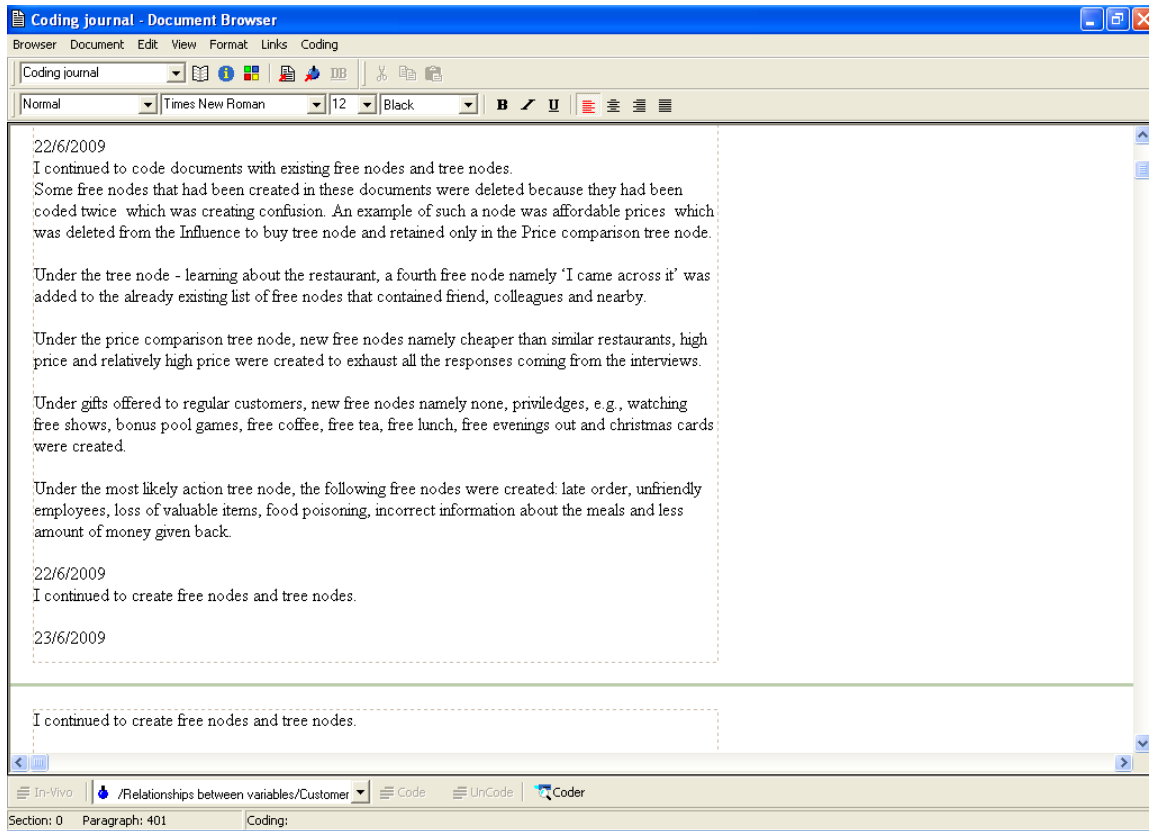 Coding journal - Document Browser
Browser Document Edit View Format Links Coding
Coding journal DB
Normal Times New Roman 12 Black B I U
22/6/2009
I continued to code documents with existing free nodes and tree nodes.
Some free nodes that had been created in these documents were deleted because they had been
coded twice  which was creating confusion. An example of such a node was affordable prices  which
was deleted from the Influence to buy tree node and retained only in the Price comparison tree node.
Under the tree node - learning about the restaurant, a fourth free node namely ‘I came across it’ was
added to the already existing list of free nodes that contained friend, colleagues and nearby.
Under the price comparison tree node, new free nodes namely cheaper than similar restaurants, high
price and relatively high price were created to exhaust all the responses coming from the interviews.
Under gifts offered to regular customers, new free nodes namely none, priviledges, e.g., watching
free shows, bonus pool games, free coffee, free tea, free lunch, free evenings out and christmas cards
were created.
Under the most likely action tree node, the following free nodes were created: late order, unfriendly
employees, loss of valuable items, food poisoning, incorrect information about the meals and less
amount of money given back.
22/6/2009
I continued to create free nodes and tree nodes.
23/6/2009
I continued to create free nodes and tree nodes.
In-Vivo /Relationships between variables/Customer Code UnCode Coder
Section: 0 Paragraph: 401 Coding: